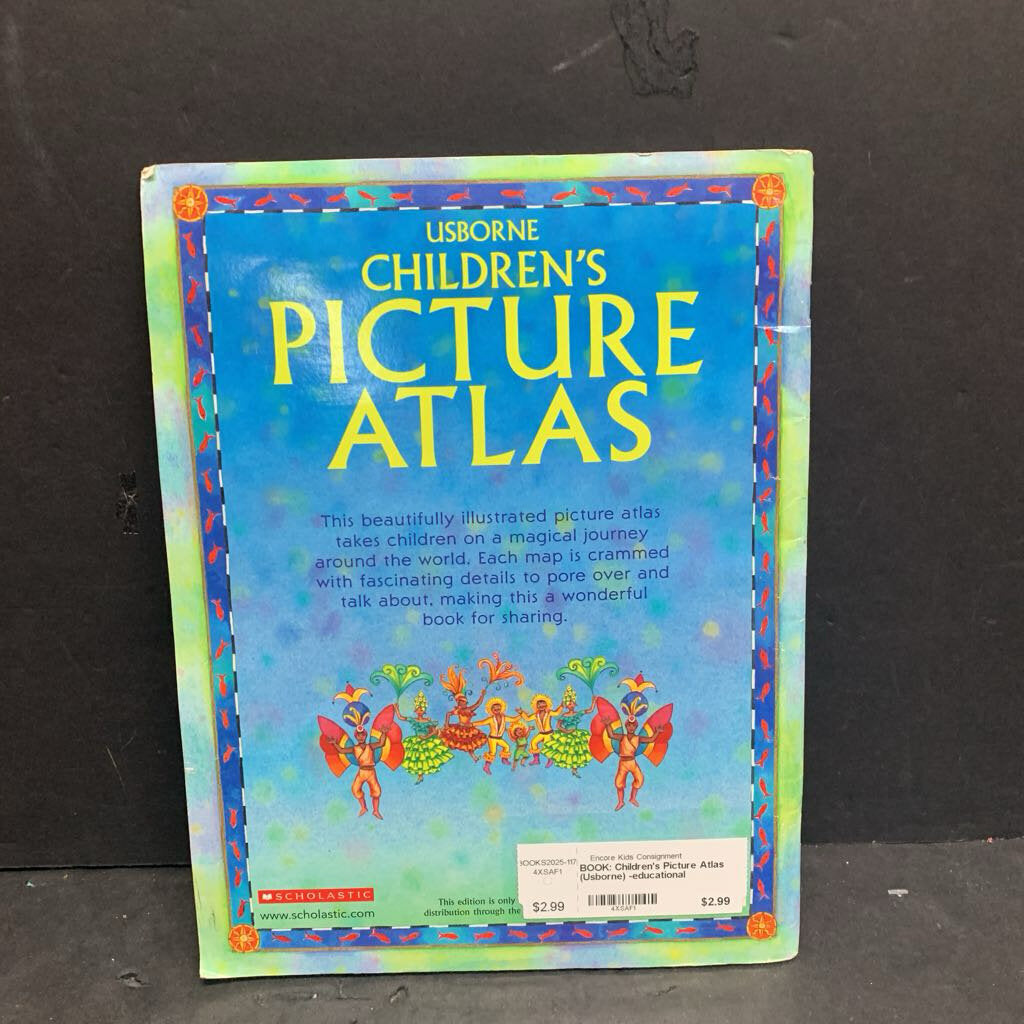 USBORNE
CHILDREN'S
PICTURE
ATLAS
This beautifully illustrated picture atlas
takes children on a magical journey
around the world. Each map is crammed
with fascinating details to pore over and
talk about, making this a wonderful
book for sharing.
SCHOLASTIC
www.scholastic.com
This edition is only
distribution through the
BOOKS2025-117
4XSAF1
$2.99
Encore Kids Consignment
BOOK: Children's Picture Atlas
(Usborne) -educational
4XSAF1
$2.99